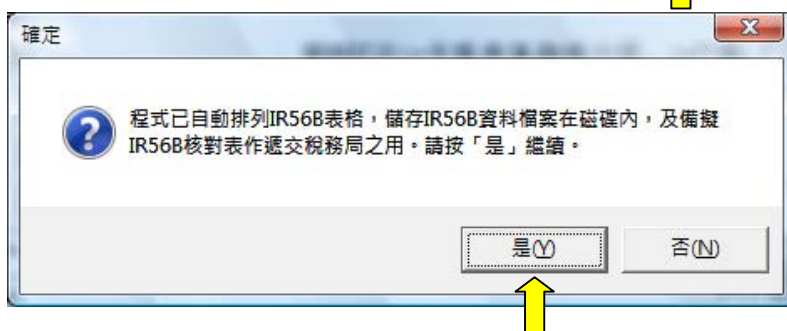 確定
程式已自動排列IR56B表格，儲存IR56B資料檔案在磁碟內，及備擬
IR56B核對表作遞交稅務局之用。請按「是」繼續。
是(Y)
否(N)